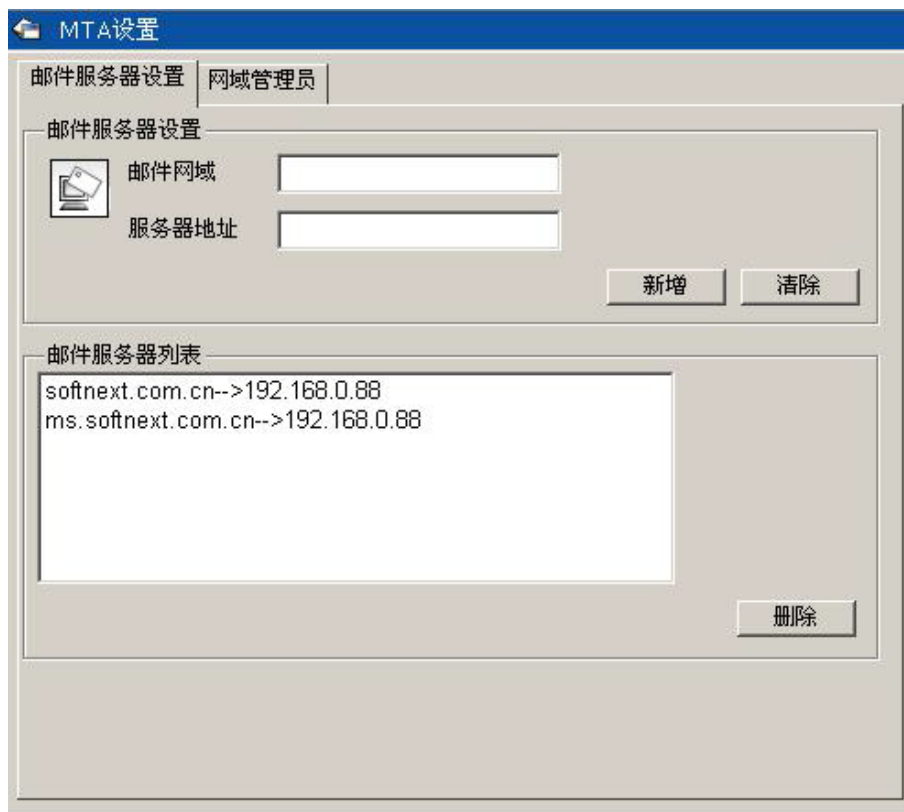 MTA设置
邮件服务器设置 网域管理员
邮件服务器设置
邮件网域
服务器地址
新增 清除
邮件服务器列表
softnext.com.cn-->192.168.0.88
ms.softnext.com.cn-->192.168.0.88
删除